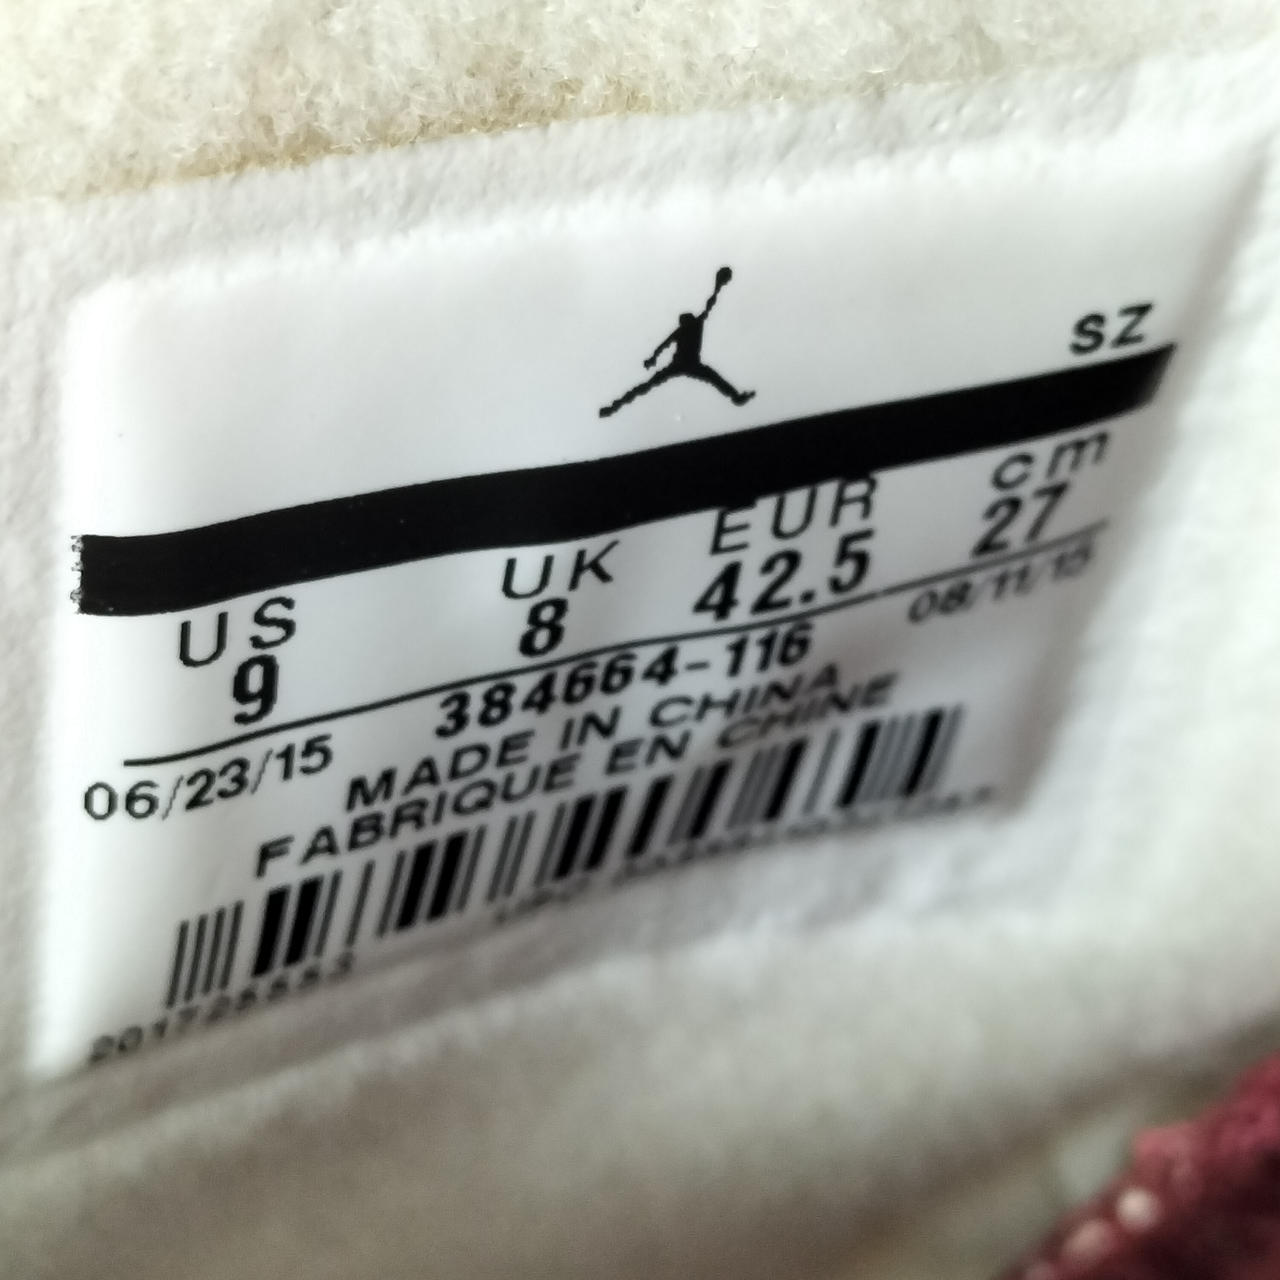 SZ
US UK EUR cm
9 8 42.5 27
06/23/15 384664-116 08/11/15
MADE IN CHINA
FABRIQUE EN CHINE